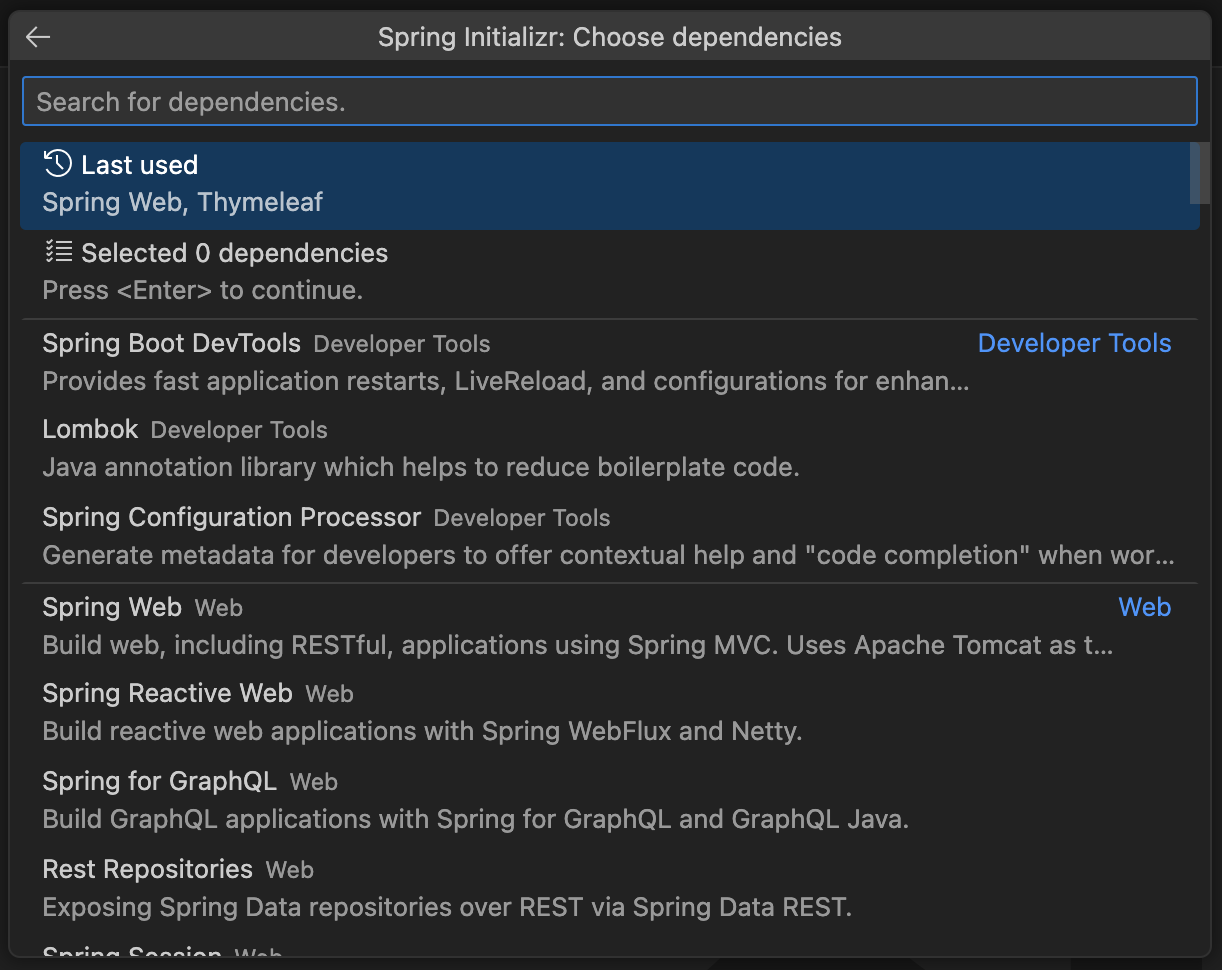 Spring Initializr: Choose dependencies
Search for dependencies.
Last used
Spring Web, Thymeleaf
Selected 0 dependencies
Press <Enter> to continue.
Spring Boot DevTools Developer Tools Developer Tools
Provides fast application restarts, LiveReload, and configurations for enhan...
Lombok Developer Tools
Java annotation library which helps to reduce boilerplate code.
Spring Configuration Processor Developer Tools
Generate metadata for developers to offer contextual help and "code completion" when wor...
Spring Web Web Web
Build web, including RESTful, applications using Spring MVC. Uses Apache Tomcat as t...
Spring Reactive Web Web
Build reactive web applications with Spring WebFlux and Netty.
Spring for GraphQL Web
Build GraphQL applications with Spring for GraphQL and GraphQL Java.
Rest Repositories Web
Exposing Spring Data repositories over REST via Spring Data REST.
Spring Session Web